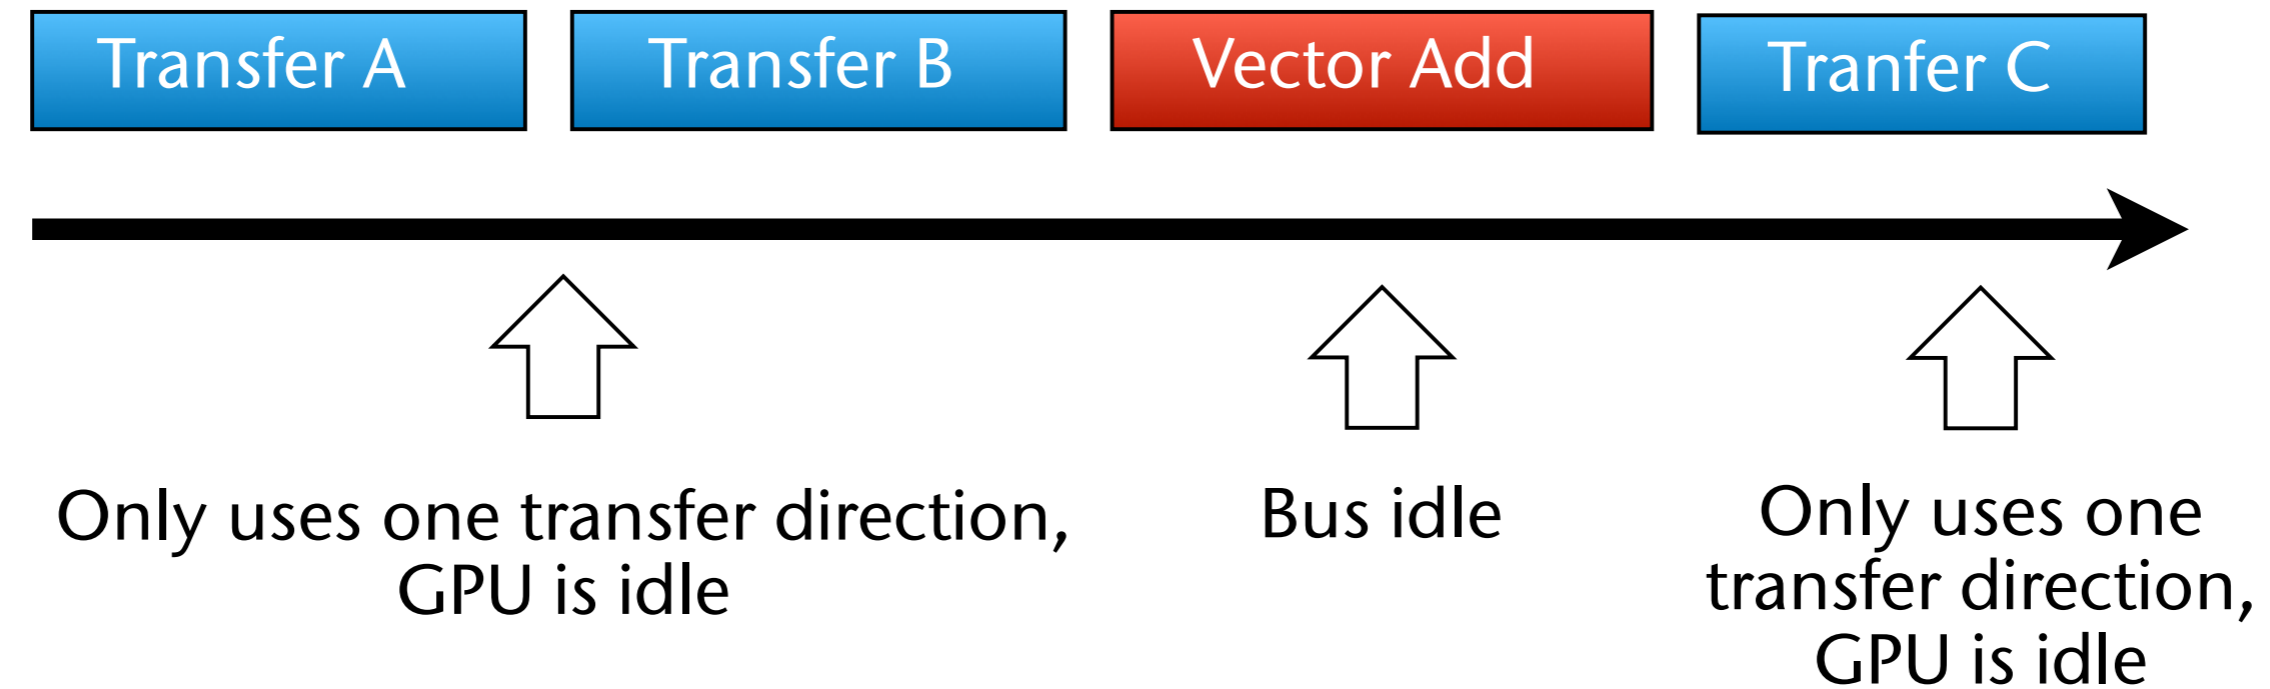 Transfer A
Transfer B
Vector Add
Tranfer C
Only uses one transfer direction,
GPU is idle
Bus idle
Only uses one
transfer direction,
GPU is idle